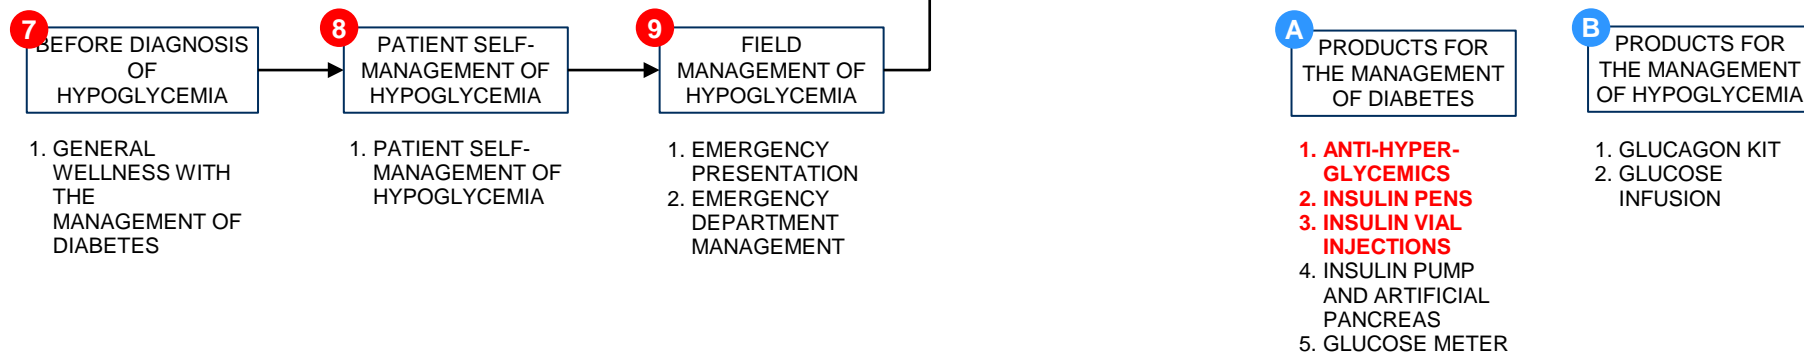 7
BEFORE DIAGNOSIS
OF
HYPOGLYCEMIA
1. GENERAL
WELLNESS WITH
THE
MANAGEMENT OF
DIABETES
8
PATIENT SELF-
MANAGEMENT OF
HYPOGLYCEMIA
1. PATIENT SELF-
MANAGEMENT OF
HYPOGLYCEMIA
9
FIELD
MANAGEMENT OF
HYPOGLYCEMIA
1. EMERGENCY
PRESENTATION
2. EMERGENCY
DEPARTMENT
MANAGEMENT
A
PRODUCTS FOR
THE MANAGEMENT
OF DIABETES
1. ANTI-HYPER-
GLYCEMICS
2. INSULIN PENS
3. INSULIN VIAL
INJECTIONS
4. INSULIN PUMP
AND ARTIFICIAL
PANCREAS
5. GLUCOSE METER
B
PRODUCTS FOR
THE MANAGEMENT
OF HYPOGLYCEMIA
1. GLUCAGON KIT
2. GLUCOSE
INFUSION